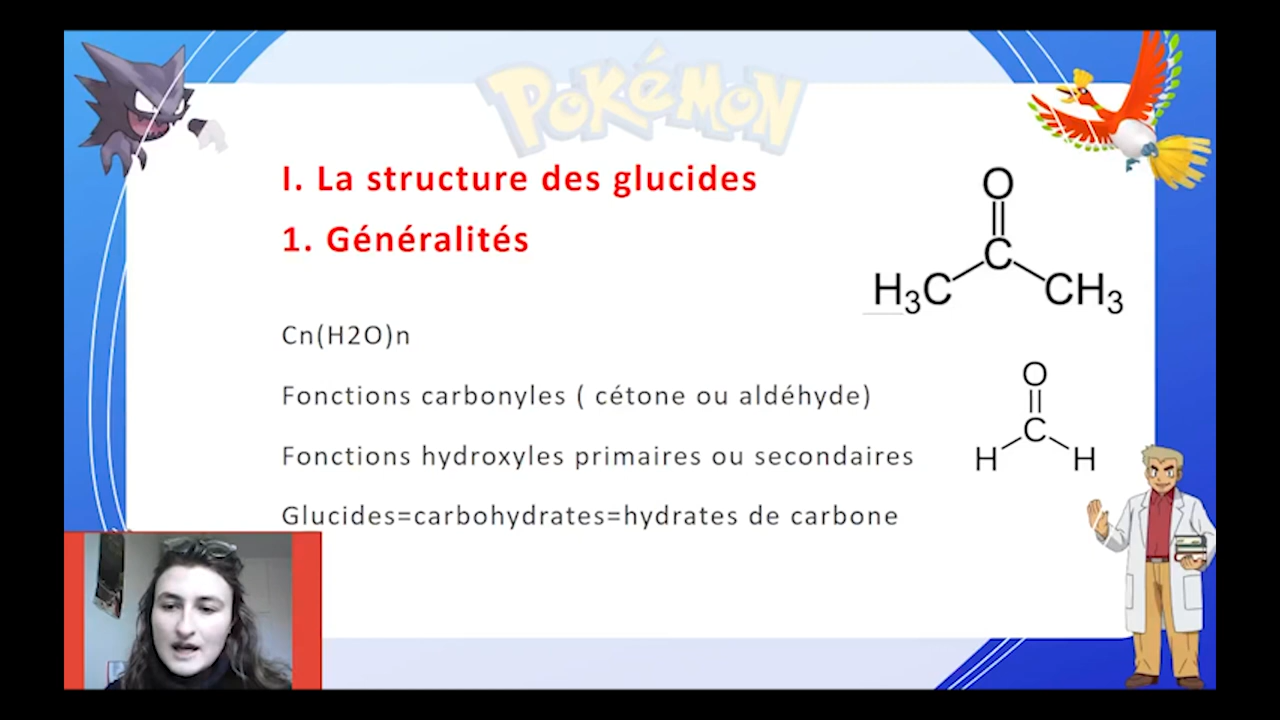 POKÉMON
I. La structure des glucides
1. Généralités
O
C
H3C CH3
Cn(H2O)n
Fonctions carbonyles ( cétone ou aldéhyde)
O
C
H H
Fonctions hydroxyles primaires ou secondaires
Glucides=carbohydrates=hydrates de carbone